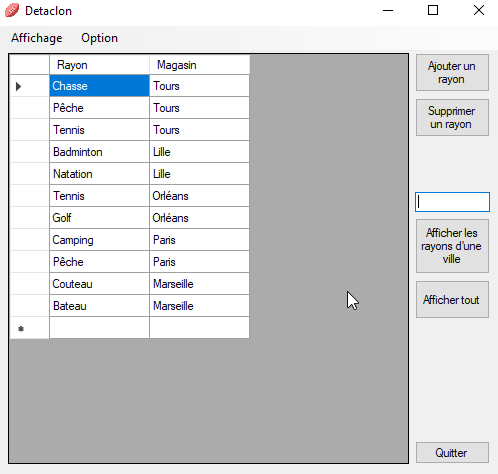 Detaclon
Affichage Option
Rayon Magasin
Chasse Tours
Pêche Tours
Tennis Tours
Badminton Lille
Natation Lille
Tennis Orléans
Golf Orléans
Camping Paris
Pêche Paris
Couteau Marseille
Bateau Marseille
Ajouter un
rayon
Supprimer
un rayon
Afficher les
rayons d'une
ville
Afficher tout
Quitter